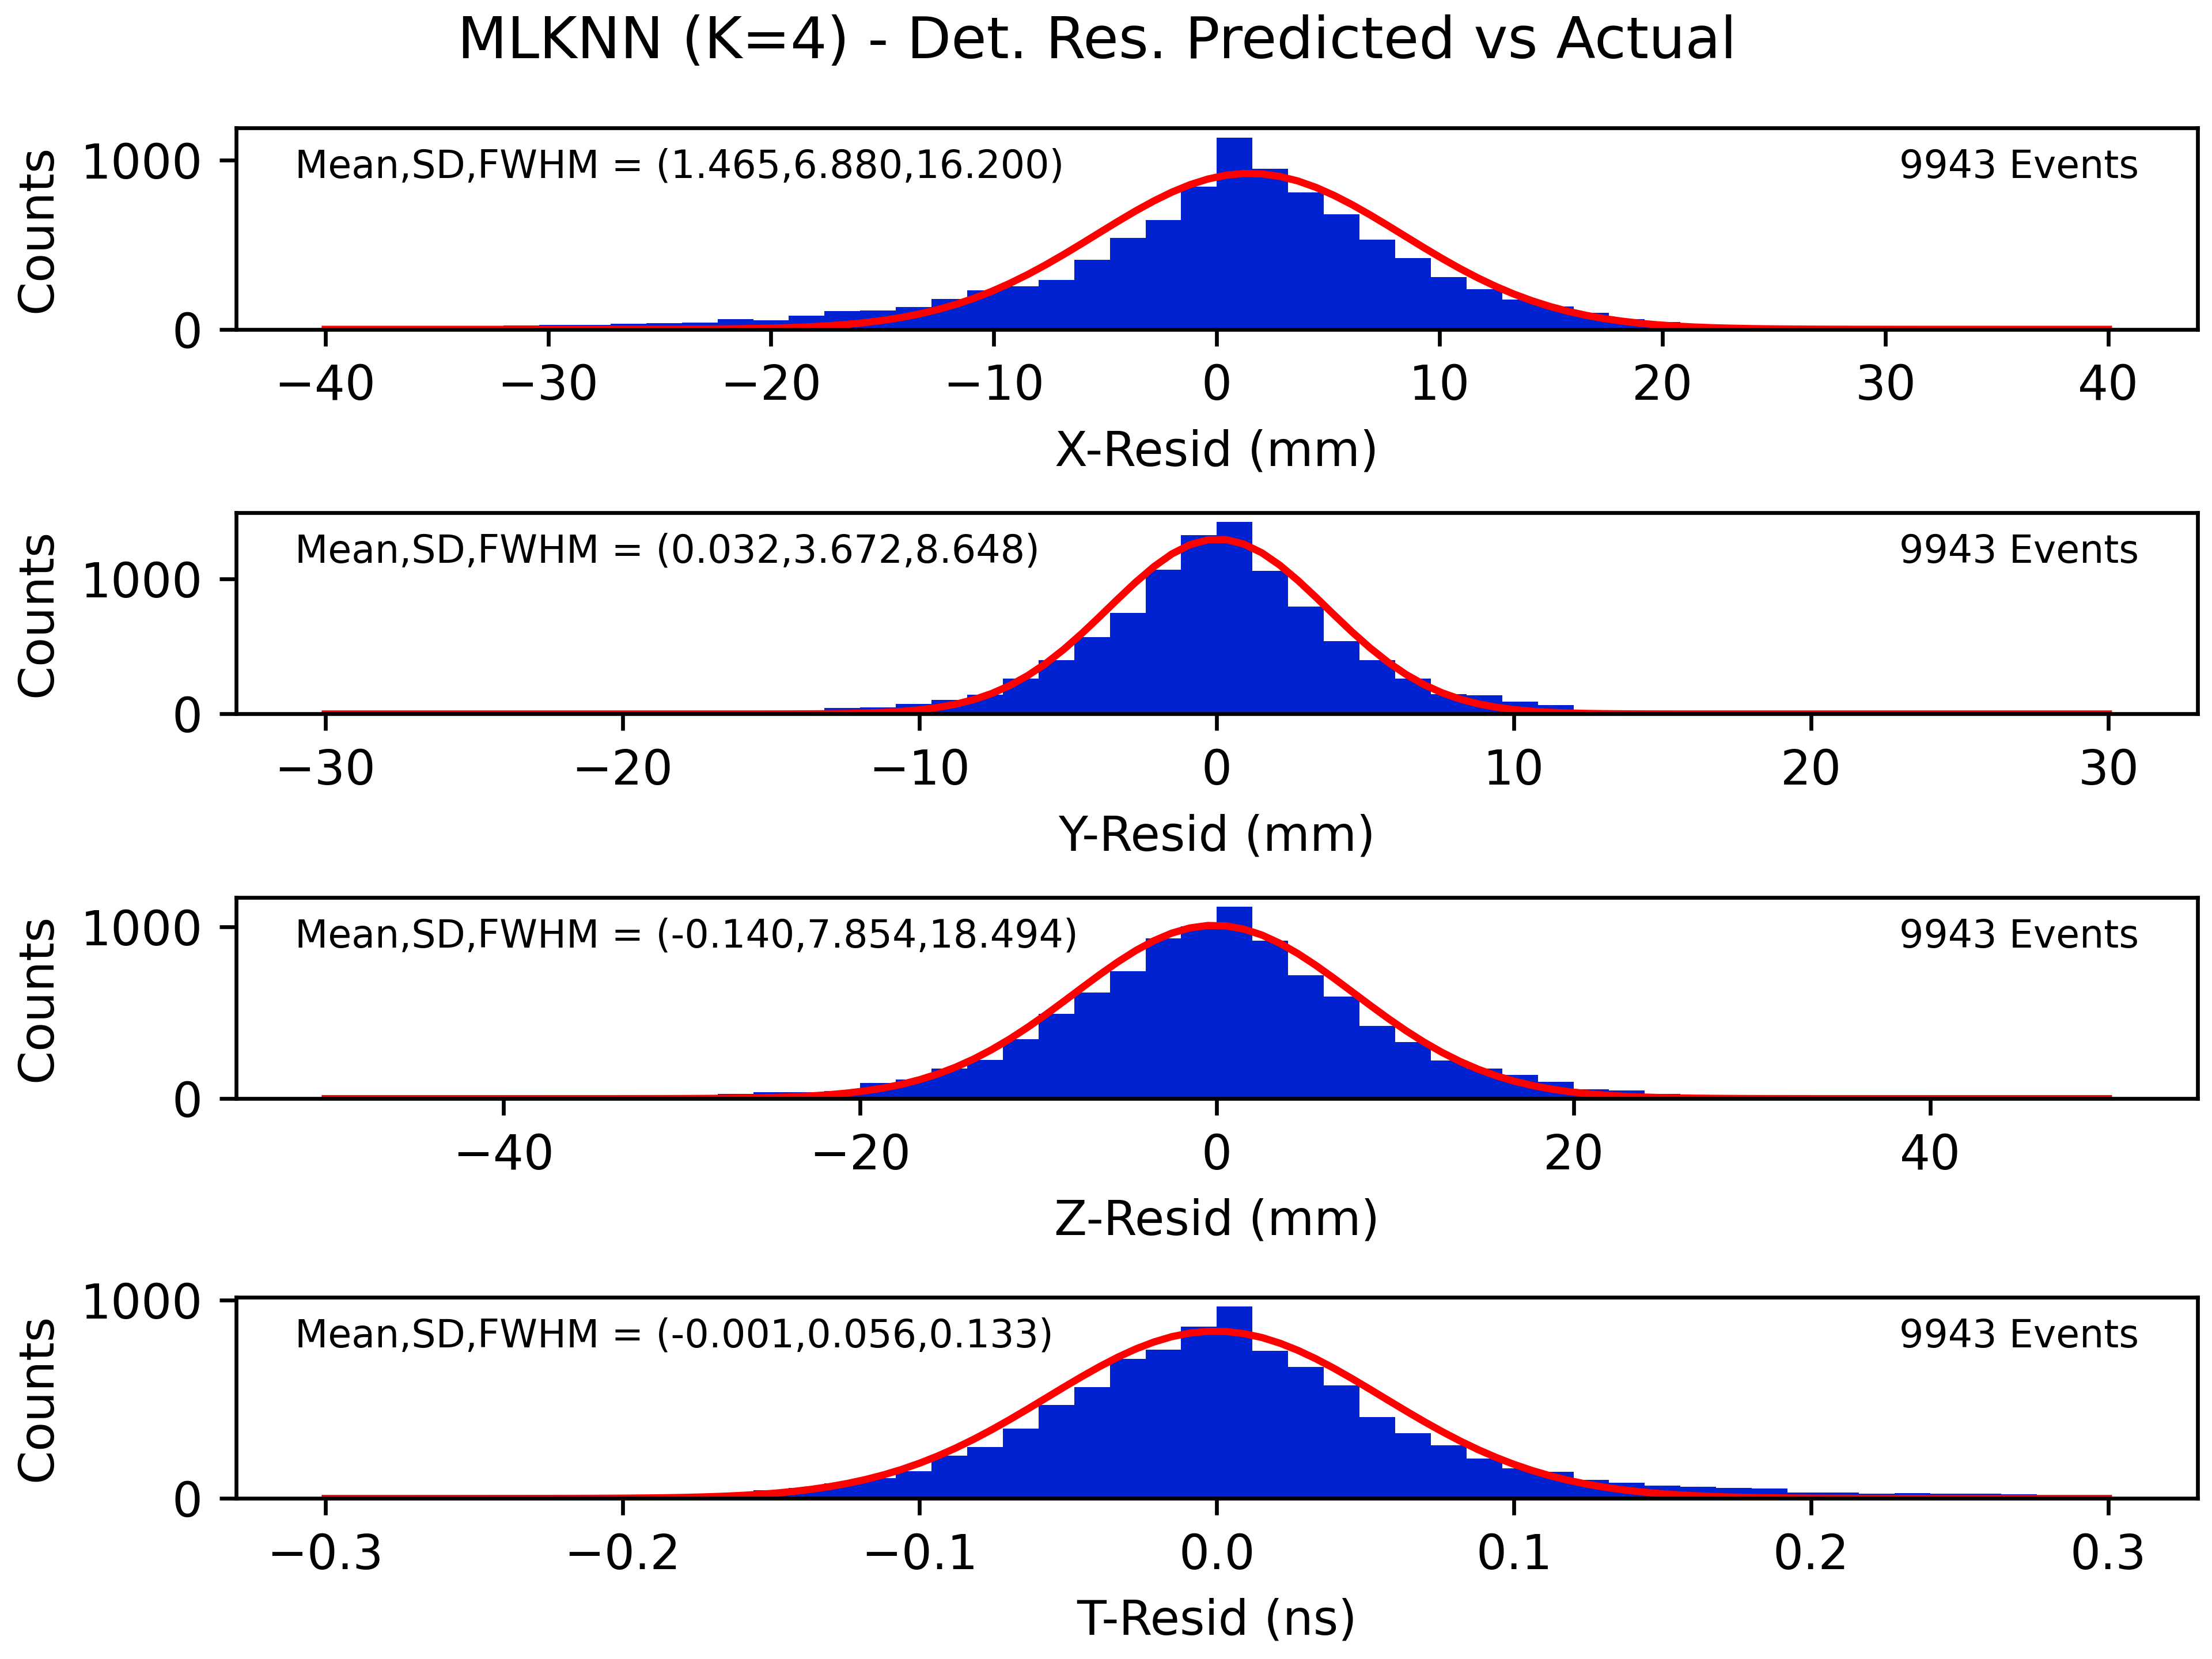 MLKNN (K=4) - Det. Res. Predicted vs Actual
Counts
1000
0
Mean,SD,FWHM = (1.465,6.880,16.200)
9943 Events
−40 −30 −20 −10 0 10 20 30 40
X-Resid (mm)
Counts
1000
0
Mean,SD,FWHM = (0.032,3.672,8.648)
9943 Events
−30 −20 −10 0 10 20 30
Y-Resid (mm)
Counts
1000
0
Mean,SD,FWHM = (-0.140,7.854,18.494)
9943 Events
−40 −20 0 20 40
Z-Resid (mm)
Counts
1000
0
Mean,SD,FWHM = (-0.001,0.056,0.133)
9943 Events
−0.3 −0.2 −0.1 0.0 0.1 0.2 0.3
T-Resid (ns)